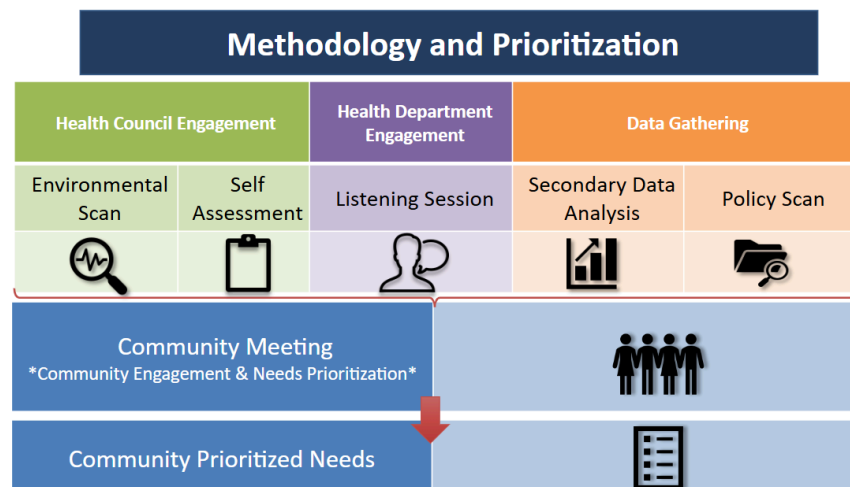 Methodology and Prioritization
Health Council Engagement
Health Department
Engagement
Data Gathering
Environmental
Scan
Self
Assessment
Listening Session
Secondary Data
Analysis
Policy Scan
Community Meeting
*Community Engagement & Needs Prioritization*
Community Prioritized Needs